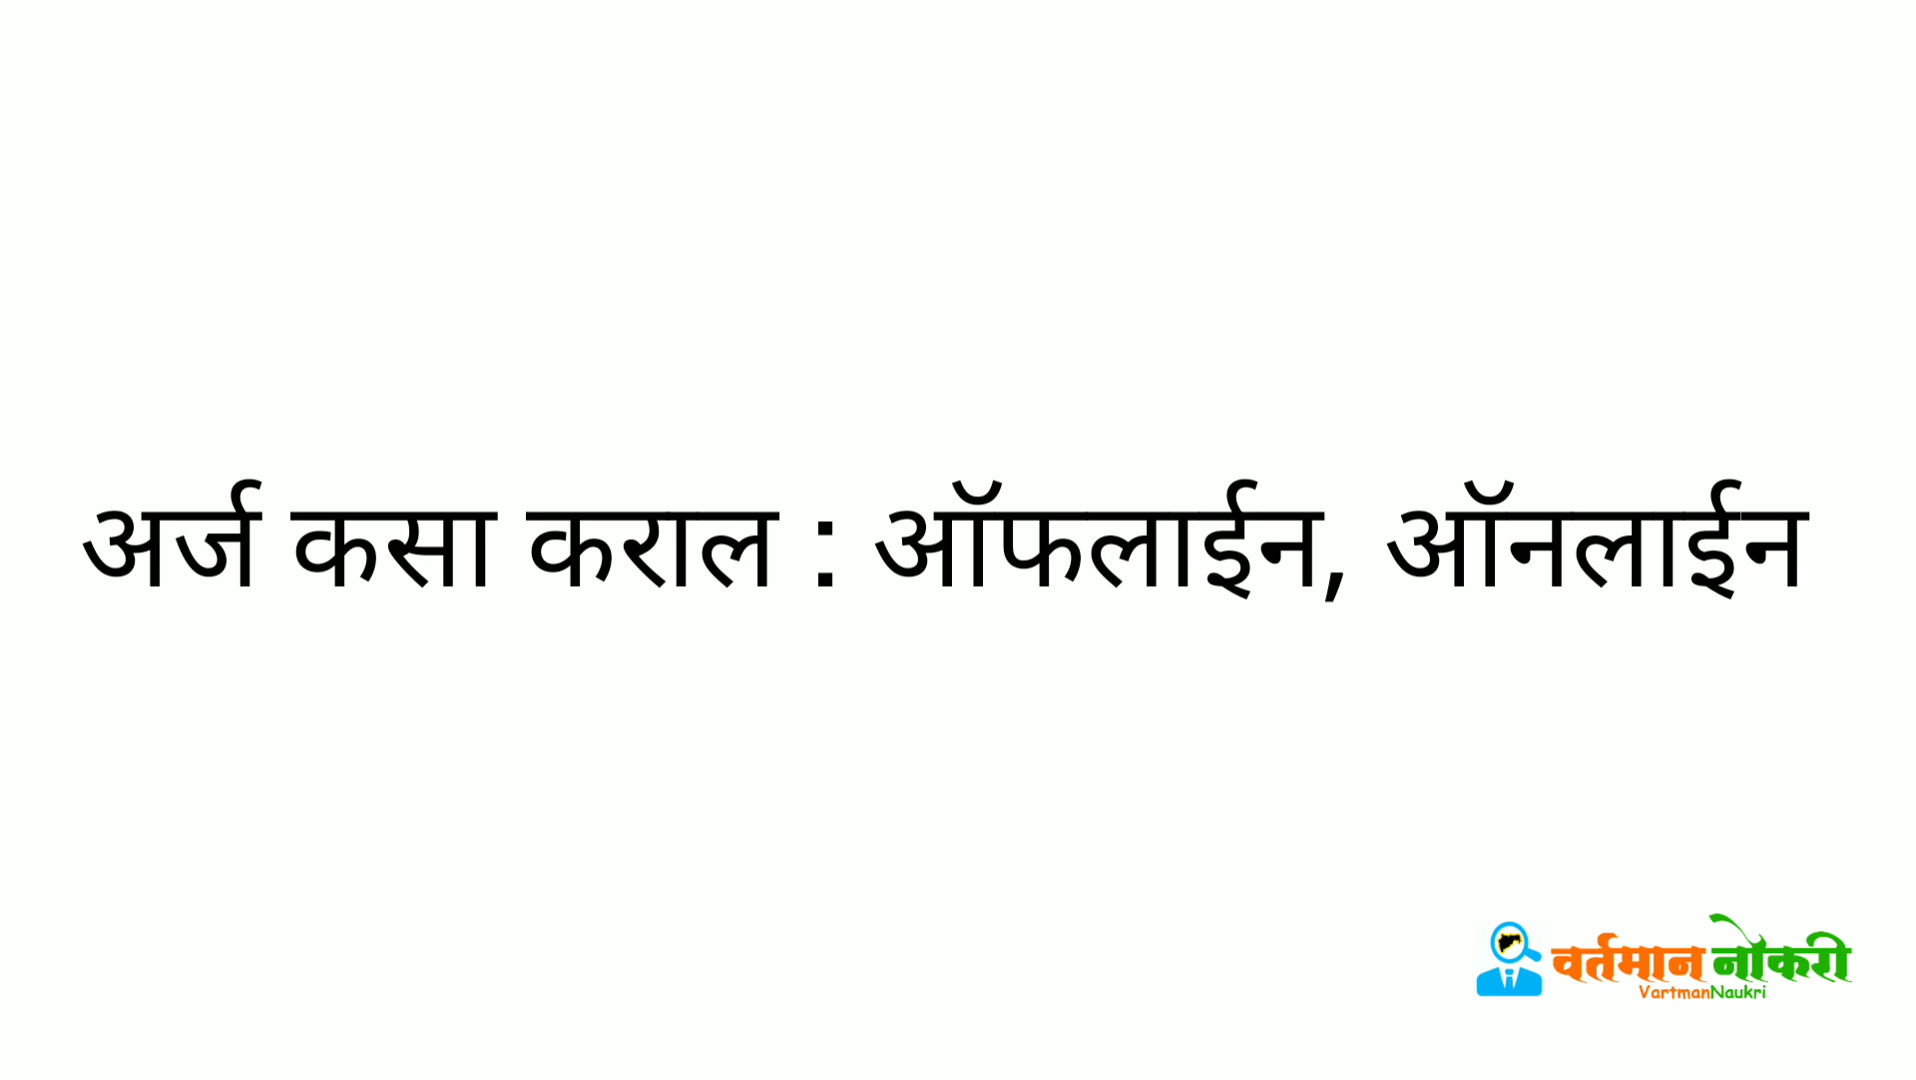 अर्ज कसा कराल : ऑफलाईन, ऑनलाईन
वर्तमान नोकरी
VartmanNaukri